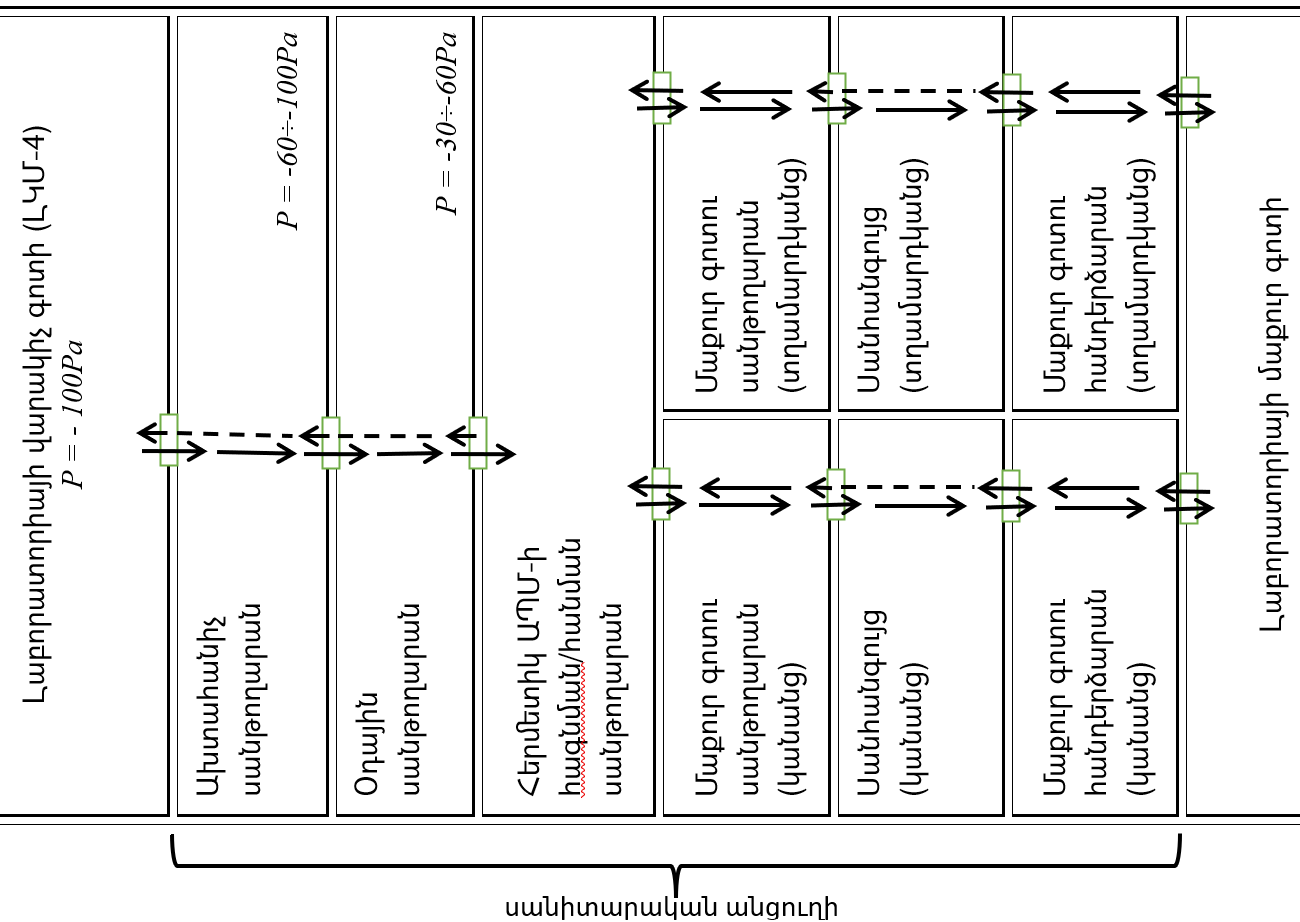 Լաբորատորիայի վարակիչ գոտի (ԼԿՄ-4)
P = - 100Pa
Ախտահանիչ
սանթողարան
P = -60÷-100Pa
Օդային
սանթողարան
P = -30÷-60Pa
Հերմետիկ ԱՊՄ-ի
հագնման/հանման
սանթողարան
Մաքուր գոտու
սանթողարան
(տղամարդկանց)
Սանհանգույց
(տղամարդկանց)
Մաքուր գոտու
հանդերձարան
(տղամարդկանց)
Մաքուր գոտու
սանթողարան
(կանանց)
Սանհանգույց
(կանանց)
Մաքուր գոտու
հանդերձարան
(կանանց)
Լաբորատորիայի մաքուր գոտի
սանիտարական անցուղի